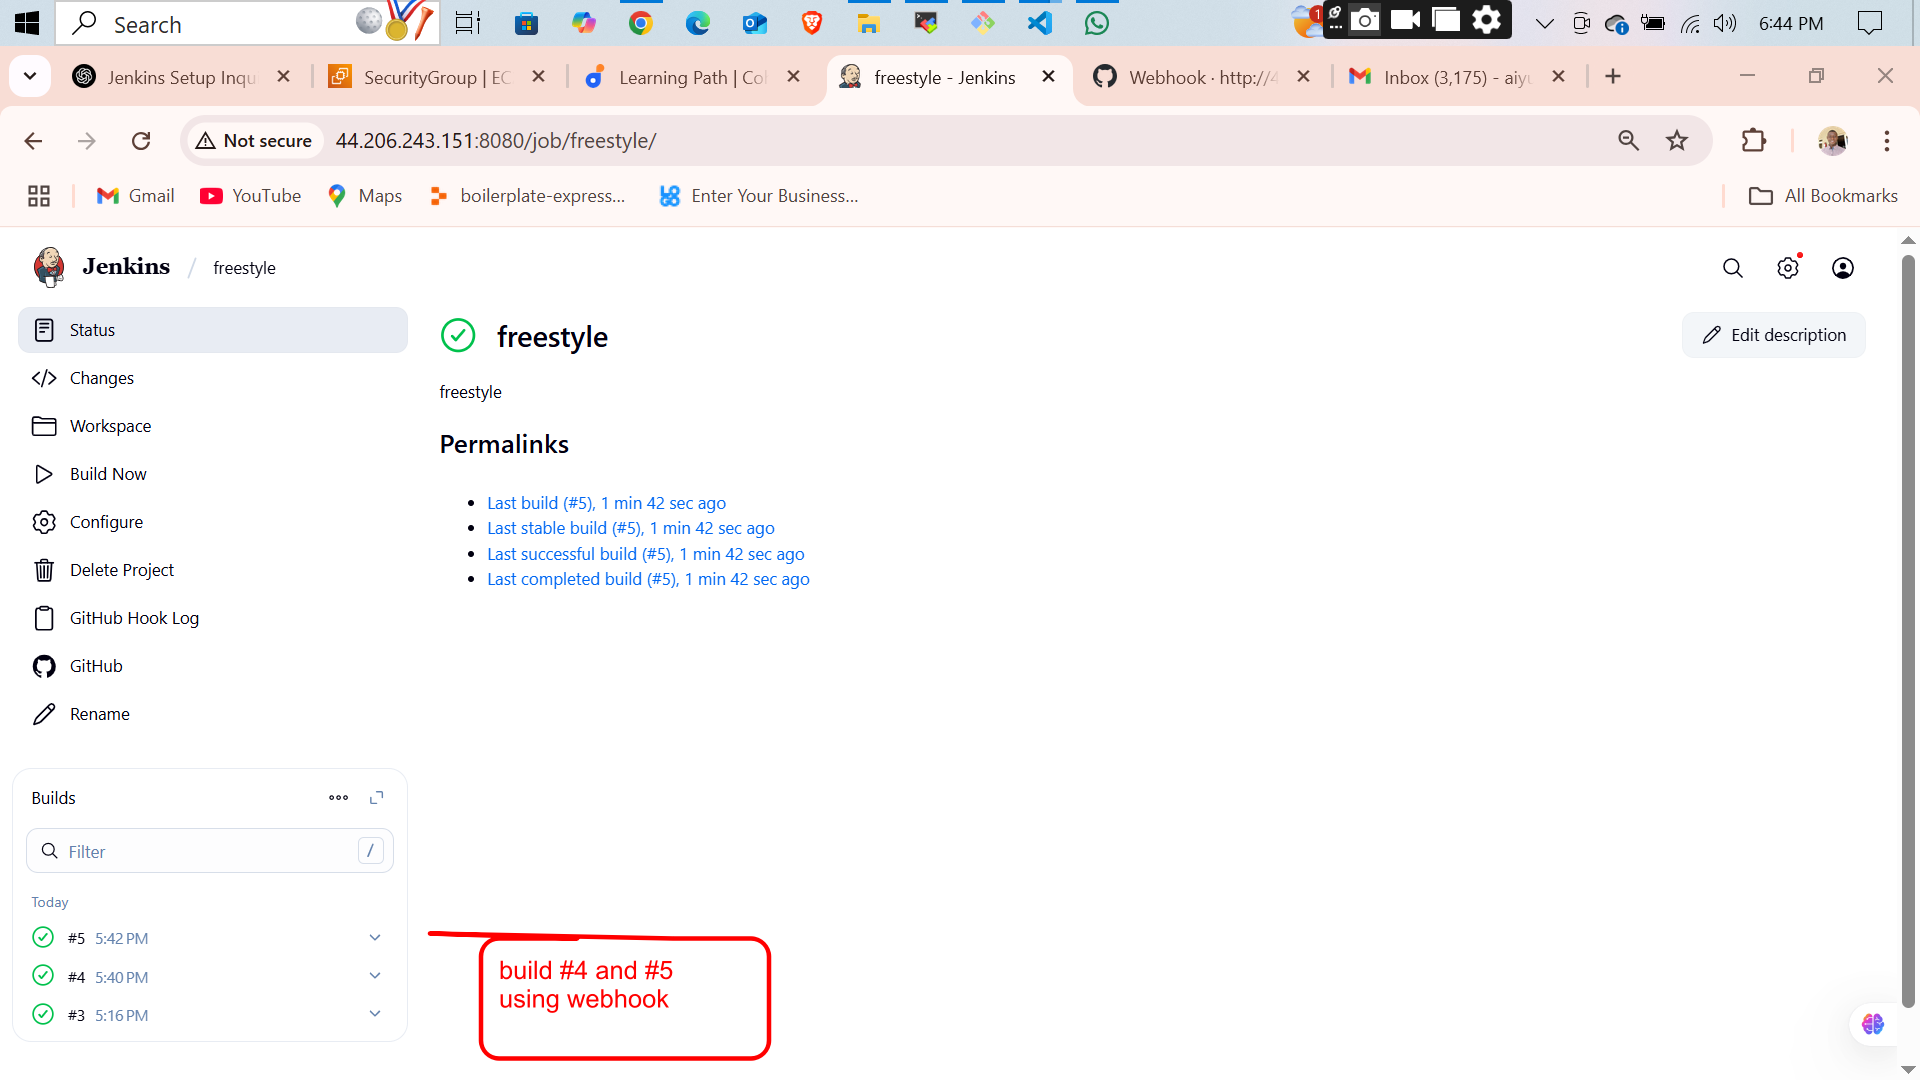 Search
1
6:44 PM
Jenkins Setup Inqu
SecurityGroup | EC
Learning Path | Col
freestyle - Jenkins
Webhook · http://4
Inbox (3,175) - aiyu
Not secure
44.206.243.151:8080/job/freestyle/
Gmail
YouTube
Maps
boilerplate-express...
Enter Your Business...
All Bookmarks
Jenkins / freestyle
Status
Changes
Workspace
Build Now
Configure
Delete Project
GitHub Hook Log
GitHub
Rename
freestyle
Edit description
freestyle
Permalinks
Last build (#5), 1 min 42 sec ago
Last stable build (#5), 1 min 42 sec ago
Last successful build (#5), 1 min 42 sec ago
Last completed build (#5), 1 min 42 sec ago
Builds
Filter
/
Today
#5 5:42 PM
#4 5:40 PM
#3 5:16 PM
build #4 and #5
using webhook